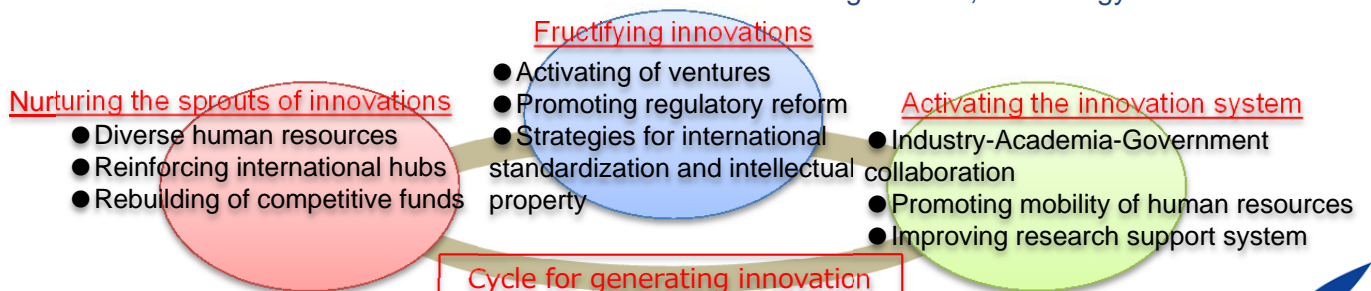 Fructifying innovations
● Activating of ventures
● Promoting regulatory reform
● Strategies for international
standardization and intellectual
property
Nurturing the sprouts of innovations
● Diverse human resources
● Reinforcing international hubs
● Rebuilding of competitive funds
Activating the innovation system
● Industry-Academia-Government
collaboration
● Promoting mobility of human resources
● Improving research support system
Cycle for generating innovation